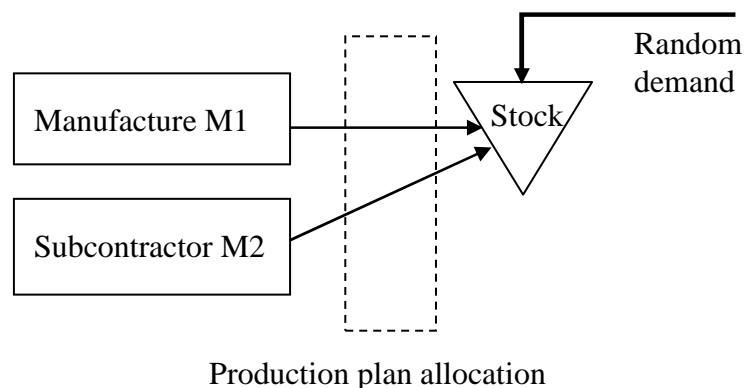 Random
demand
Manufacture M1
Stock
Subcontractor M2
Production plan allocation